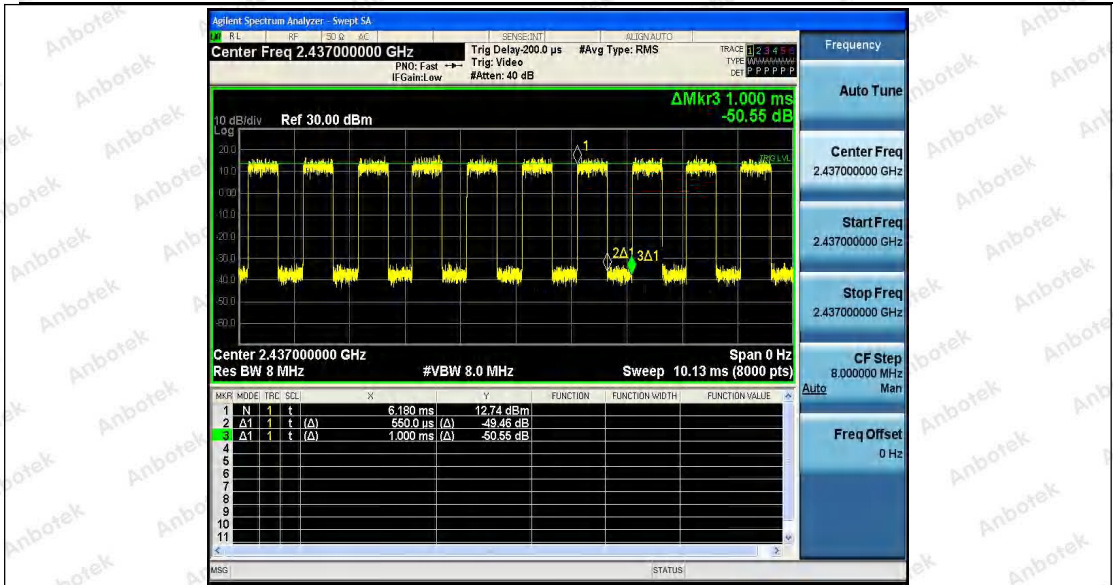 Agilent Spectrum Analyzer - Swept SA
RL RF 50 Ω AC SENSE:INT ALIGNAUTO
Center Freq 2.437000000 GHz
PNO: Fast
IFGain:Low
Trig Delay-200.0 µs
Trig: Video
#Atten: 40 dB
#Avg Type: RMS
TRACE 1 2 3 4 5 6
TYPE
DET P P P P P P
ΔMkr3 1.000 ms
-50.55 dB
10 dB/div Ref 30.00 dBm
Log
20.0
10.0
0.00
-10.0
-20.0
-30.0
-40.0
-50.0
-60.0
1
TRIG LVL
2Δ1
3Δ1
Center 2.437000000 GHz Span 0 Hz
Res BW 8 MHz #VBW 8.0 MHz Sweep 10.13 ms (8000 pts)
MKR MODE TRC SCL X Y FUNCTION FUNCTION WIDTH FUNCTION VALUE
1 N 1 t 6.180 ms 12.74 dBm
2 Δ1 1 t (Δ) 550.0 µs (Δ) -49.46 dB
3 Δ1 1 t (Δ) 1.000 ms (Δ) -50.55 dB
4
5
6
7
8
9
10
11
MSG STATUS
Frequency
Auto Tune
Center Freq
2.437000000 GHz
Start Freq
2.437000000 GHz
Stop Freq
2.437000000 GHz
CF Step
8.000000 MHz
Auto Man
Freq Offset
0 Hz
Anbotek